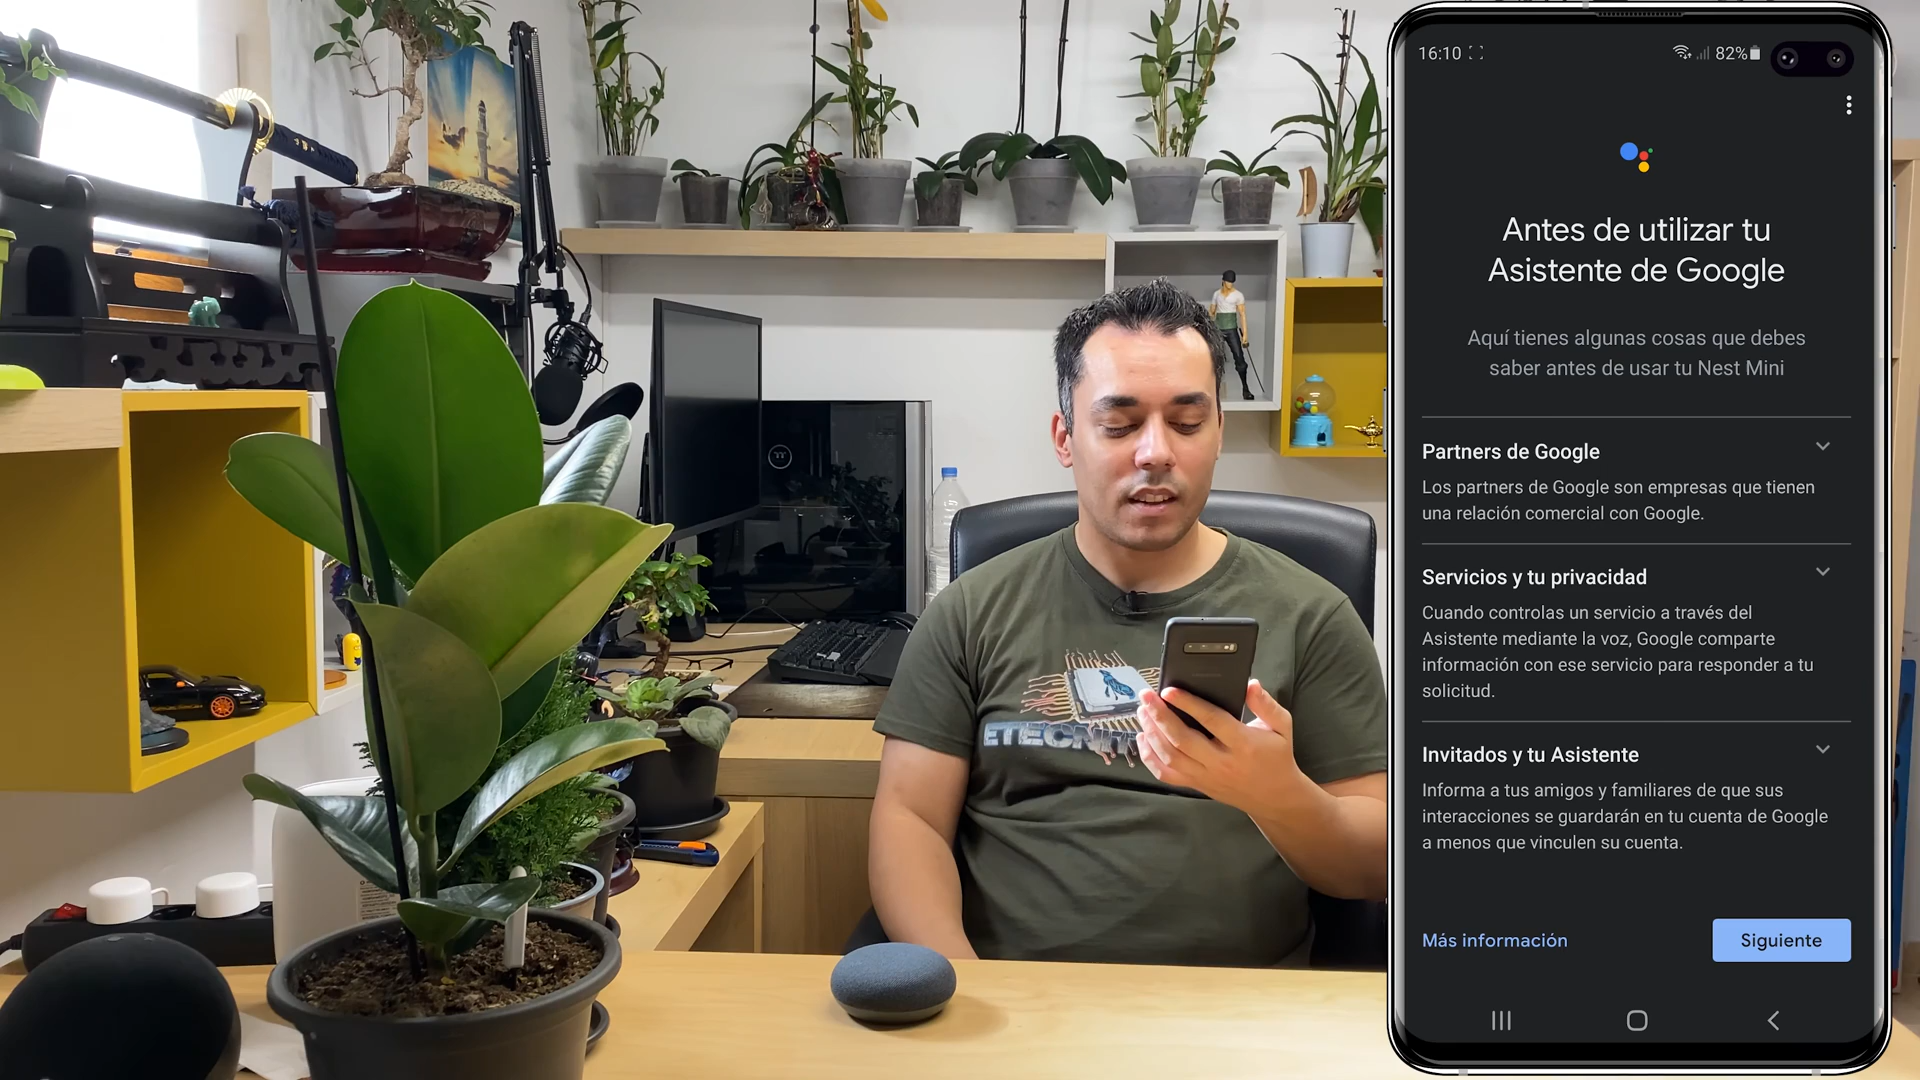 16:10
82%
Antes de utilizar tu
Asistente de Google
Aquí tienes algunas cosas que debes
saber antes de usar tu Nest Mini
Partners de Google
Los partners de Google son empresas que tienen
una relación comercial con Google.
Servicios y tu privacidad
Cuando controlas un servicio a través del
Asistente mediante la voz, Google comparte
información con ese servicio para responder a tu
solicitud.
Invitados y tu Asistente
Informa a tus amigos y familiares de que sus
interacciones se guardarán en tu cuenta de Google
a menos que vinculen su cuenta.
Más información
Siguiente